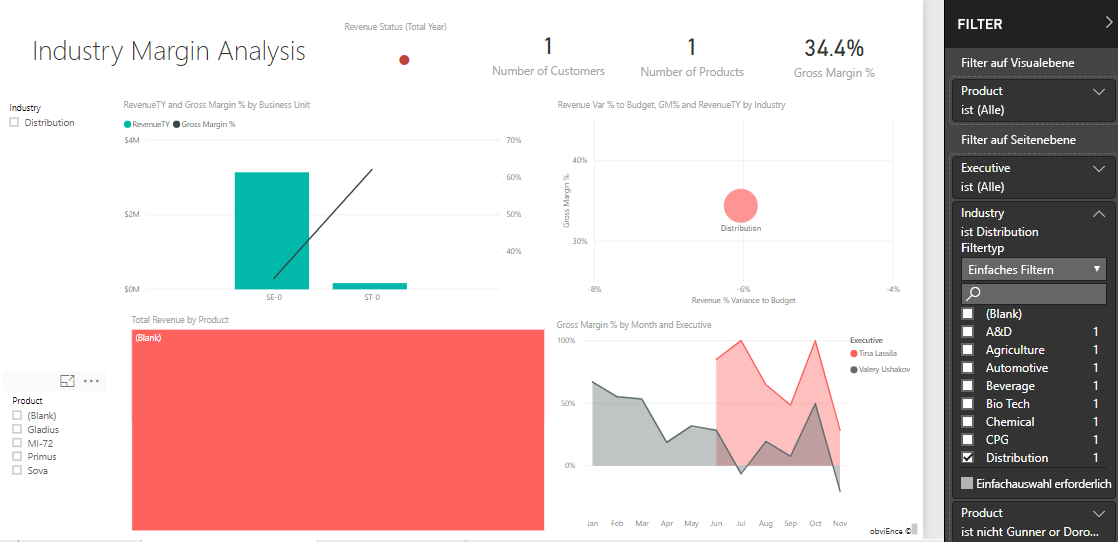 Industry Margin Analysis
Revenue Status (Total Year)
1
Number of Customers
1
Number of Products
34.4%
Gross Margin %
Industry
Distribution
RevenueTY and Gross Margin % by Business Unit
RevenueTY Gross Margin %
$4M
$2M
$0M
70%
60%
50%
40%
SE-0 ST-0
Revenue Var % to Budget, GM% and RevenueTY by Industry
Gross Margin %
40%
30%
Distribution
-8% -6% -4%
Revenue % Variance to Budget
Total Revenue by Product
(Blank)
Product
(Blank)
Gladius
MI-72
Primus
Sova
Gross Margin % by Month and Executive
100%
50%
0%
Executive
Tina Lassila
Valery Ushakov
Jan Feb Mar Apr May Jun Jul Aug Sep Oct Nov
obviEnce ©
FILTER
Filter auf Visualebene
Product
ist (Alle)
Filter auf Seitenebene
Executive
ist (Alle)
Industry
ist Distribution
Filtertyp
Einfaches Filtern
(Blank)
A&D 1
Agriculture 1
Automotive 1
Beverage 1
Bio Tech 1
Chemical 1
CPG 1
Distribution 1
Einfachauswahl erforderlich
Product
ist nicht Gunner or Doro...